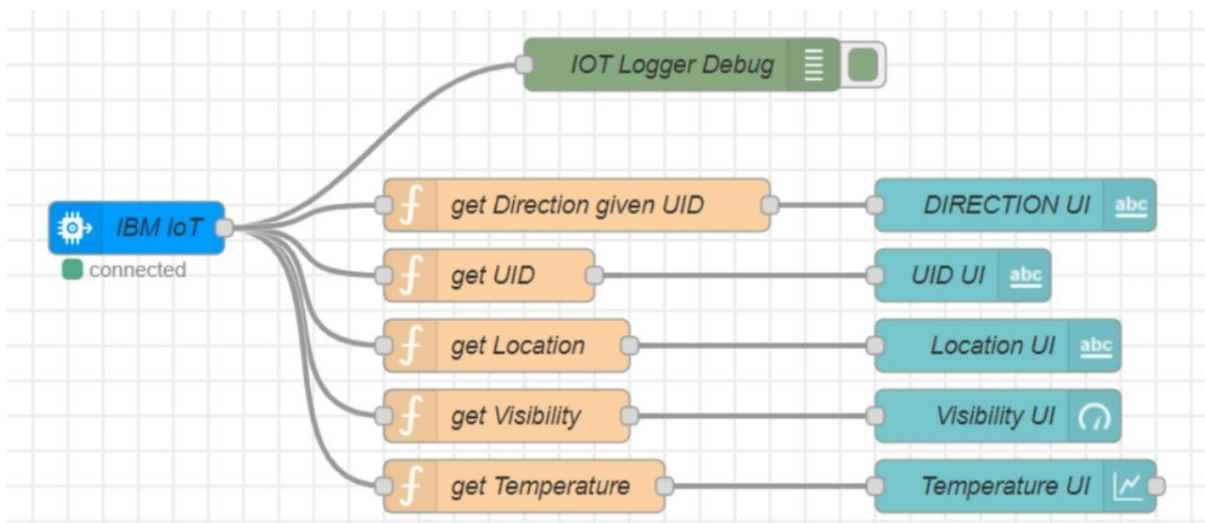 IOT Logger Debug
IBM IoT
connected
get Direction given UID
DIRECTION UI abc
get UID
UID UI abc
get Location
Location UI abc
get Visibility
Visibility UI
get Temperature
Temperature UI